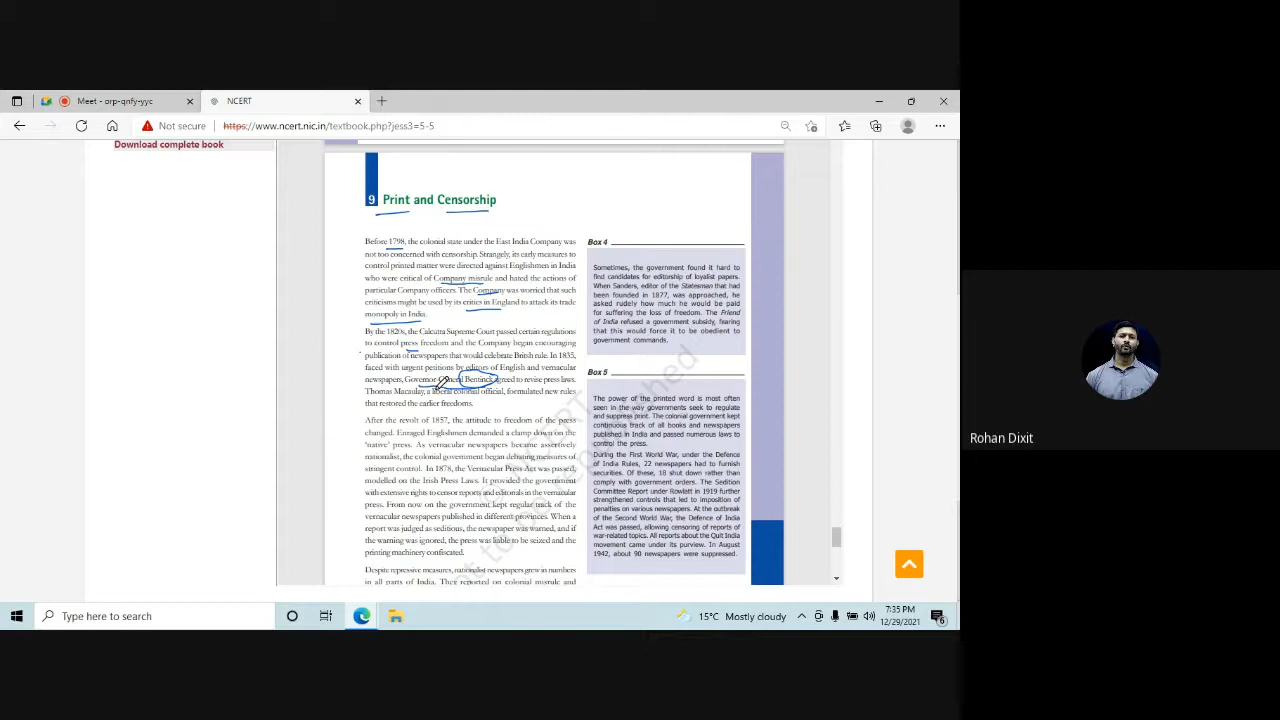 Meet - orp-qnfy-yyc
NCERT
Not secure
https://www.ncert.nic.in/textbook.php?jess3=5-5
Download complete book
9 Print and Censorship
Before 1798, the colonial state under the East India Company was
not too concerned with censorship. Strangely, its early measures to
control printed matter were directed against Englishmen in India
who were critical of Company misrule and hated the actions of
particular Company officers. The Company was worried that such
criticisms might be used by its critics in England to attack its trade
monopoly in India.
By the 1820s, the Calcutta Supreme Court passed certain regulations
to control press freedom and the Company began encouraging
publication of newspapers that would celebrate British rule. In 1835,
faced with urgent petitions by editors of English and vernacular
newspapers, Governor-General Bentinck agreed to revise press laws.
Thomas Macaulay, a liberal colonial official, formulated new rules
that restored the earlier freedoms.
After the revolt of 1857, the attitude to freedom of the press
changed. Enraged Englishmen demanded a clamp down on the
'native' press. As vernacular newspapers became assertively
nationalist, the colonial government began debating measures of
stringent control. In 1878, the Vernacular Press Act was passed,
modelled on the Irish Press Laws. It provided the government
with extensive rights to censor reports and editorials in the vernacular
press. From now on the government kept regular track of the
vernacular newspapers published in different provinces. When a
report was judged as seditious, the newspaper was warned, and if
the warning was ignored, the press was liable to be seized and the
printing machinery confiscated.
Despite repressive measures, nationalist newspapers grew in numbers
in all parts of India. They reported on colonial misrule and
Box 4
Sometimes, the government found it hard to
find candidates for editorship of loyalist papers.
When Sanders, editor of the Statesman that had
been founded in 1877, was approached, he
asked rudely how much he would be paid
for suffering the loss of freedom. The Friend
of India refused a government subsidy, fearing
that this would force it to be obedient to
government commands.
Box 5
The power of the printed word is most often
seen in the way governments seek to regulate
and suppress print. The colonial government kept
continuous track of all books and newspapers
published in India and passed numerous laws to
control the press.
During the First World War, under the Defence
of India Rules, 22 newspapers had to furnish
securities. Of these, 18 shut down rather than
comply with government orders. The Sedition
Committee Report under Rowlatt in 1919 further
strengthened controls that led to imposition of
penalties on various newspapers. At the outbreak
of the Second World War, the Defence of India
Act was passed, allowing censoring of reports of
war-related topics. All reports about the Quit India
movement came under its purview. In August
1942, about 90 newspapers were suppressed.
© NCERT
not to be republished
Rohan Dixit
Type here to search
15°C Mostly cloudy
7:35 PM
12/29/2021
6